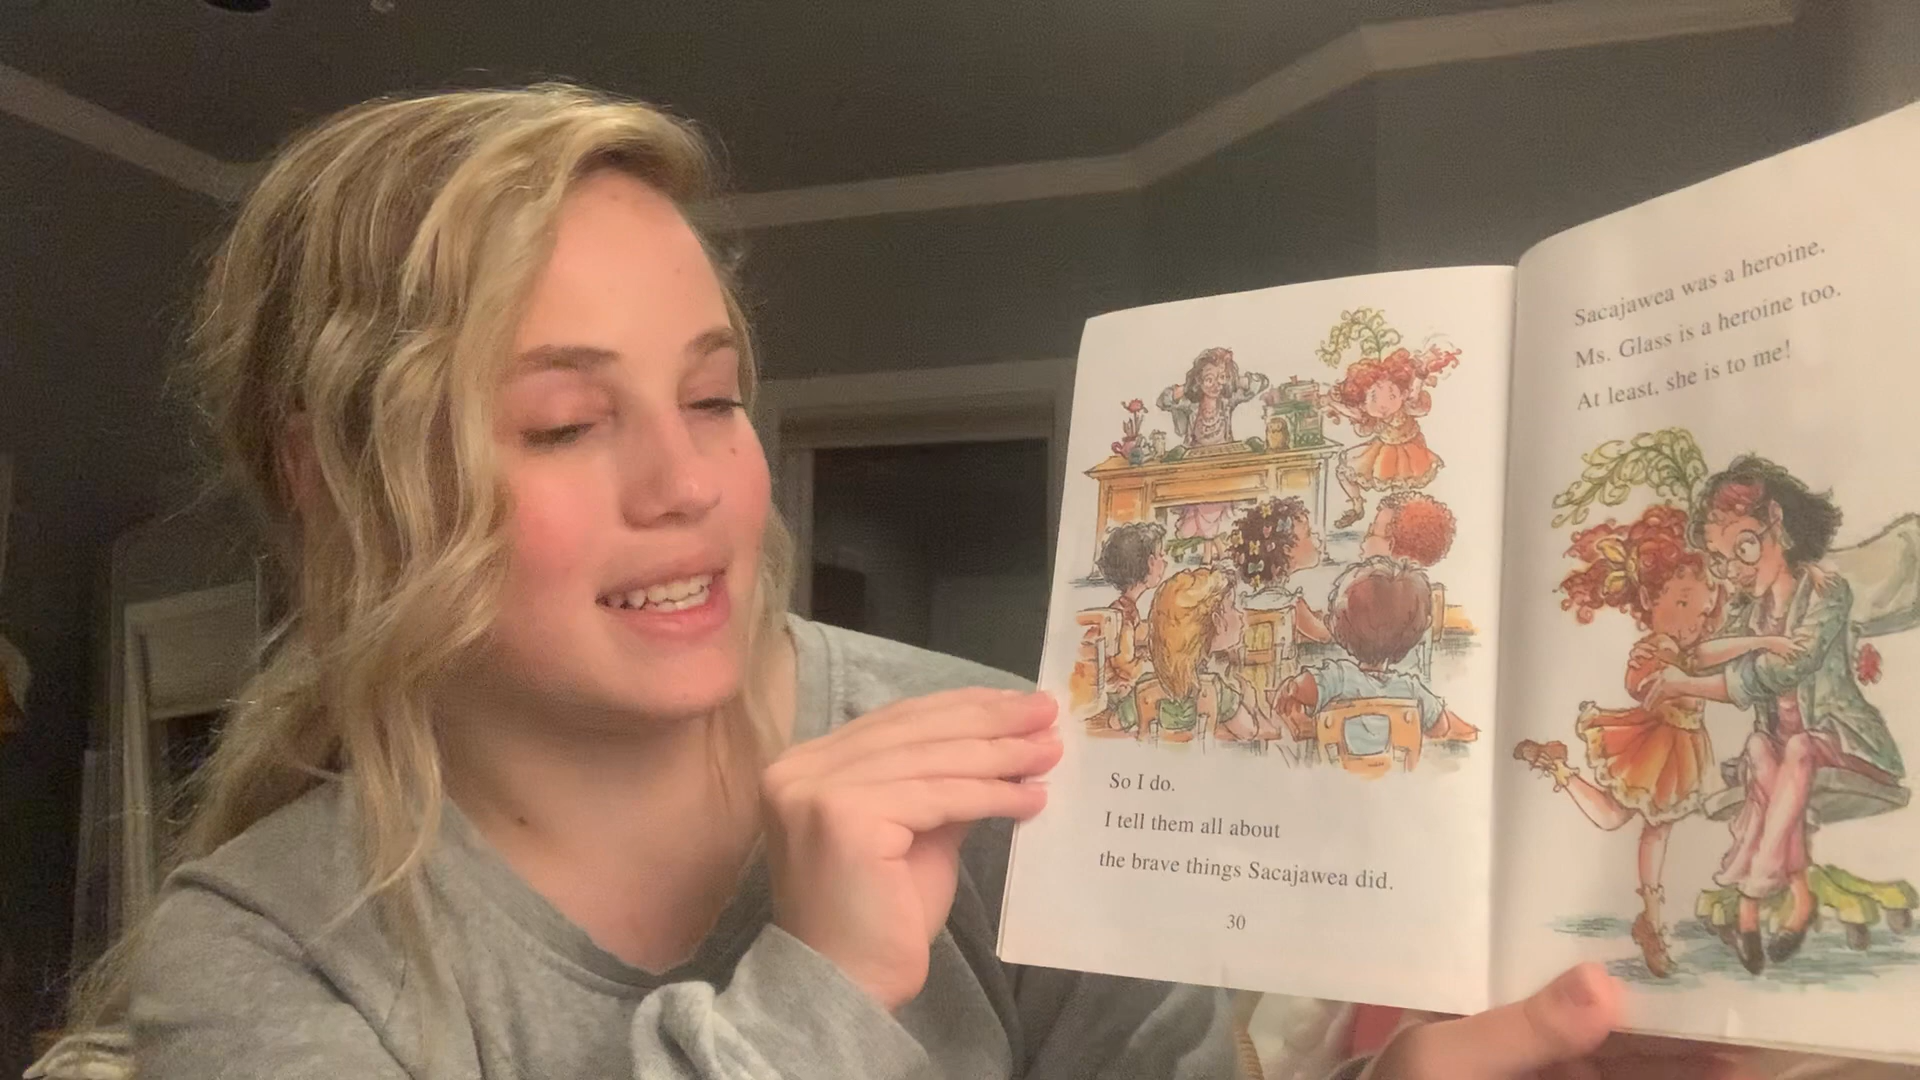 So I do.
I tell them all about
the brave things Sacajawea did.
30
Sacajawea was a heroine.
Ms. Glass is a heroine too.
At least, she is to me!